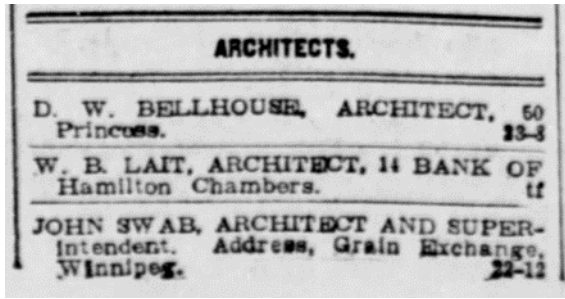 ARCHITECTS.
D. W. BELLHOUSE, ARCHITECT, 50
Princess. 23-8
W. B. LAIT, ARCHITECT, 14 BANK OF
Hamilton Chambers. tf
JOHN SWAB, ARCHITECT AND SUPER-
intendent. Address, Grain Exchange,
Winnipeg. 22-12